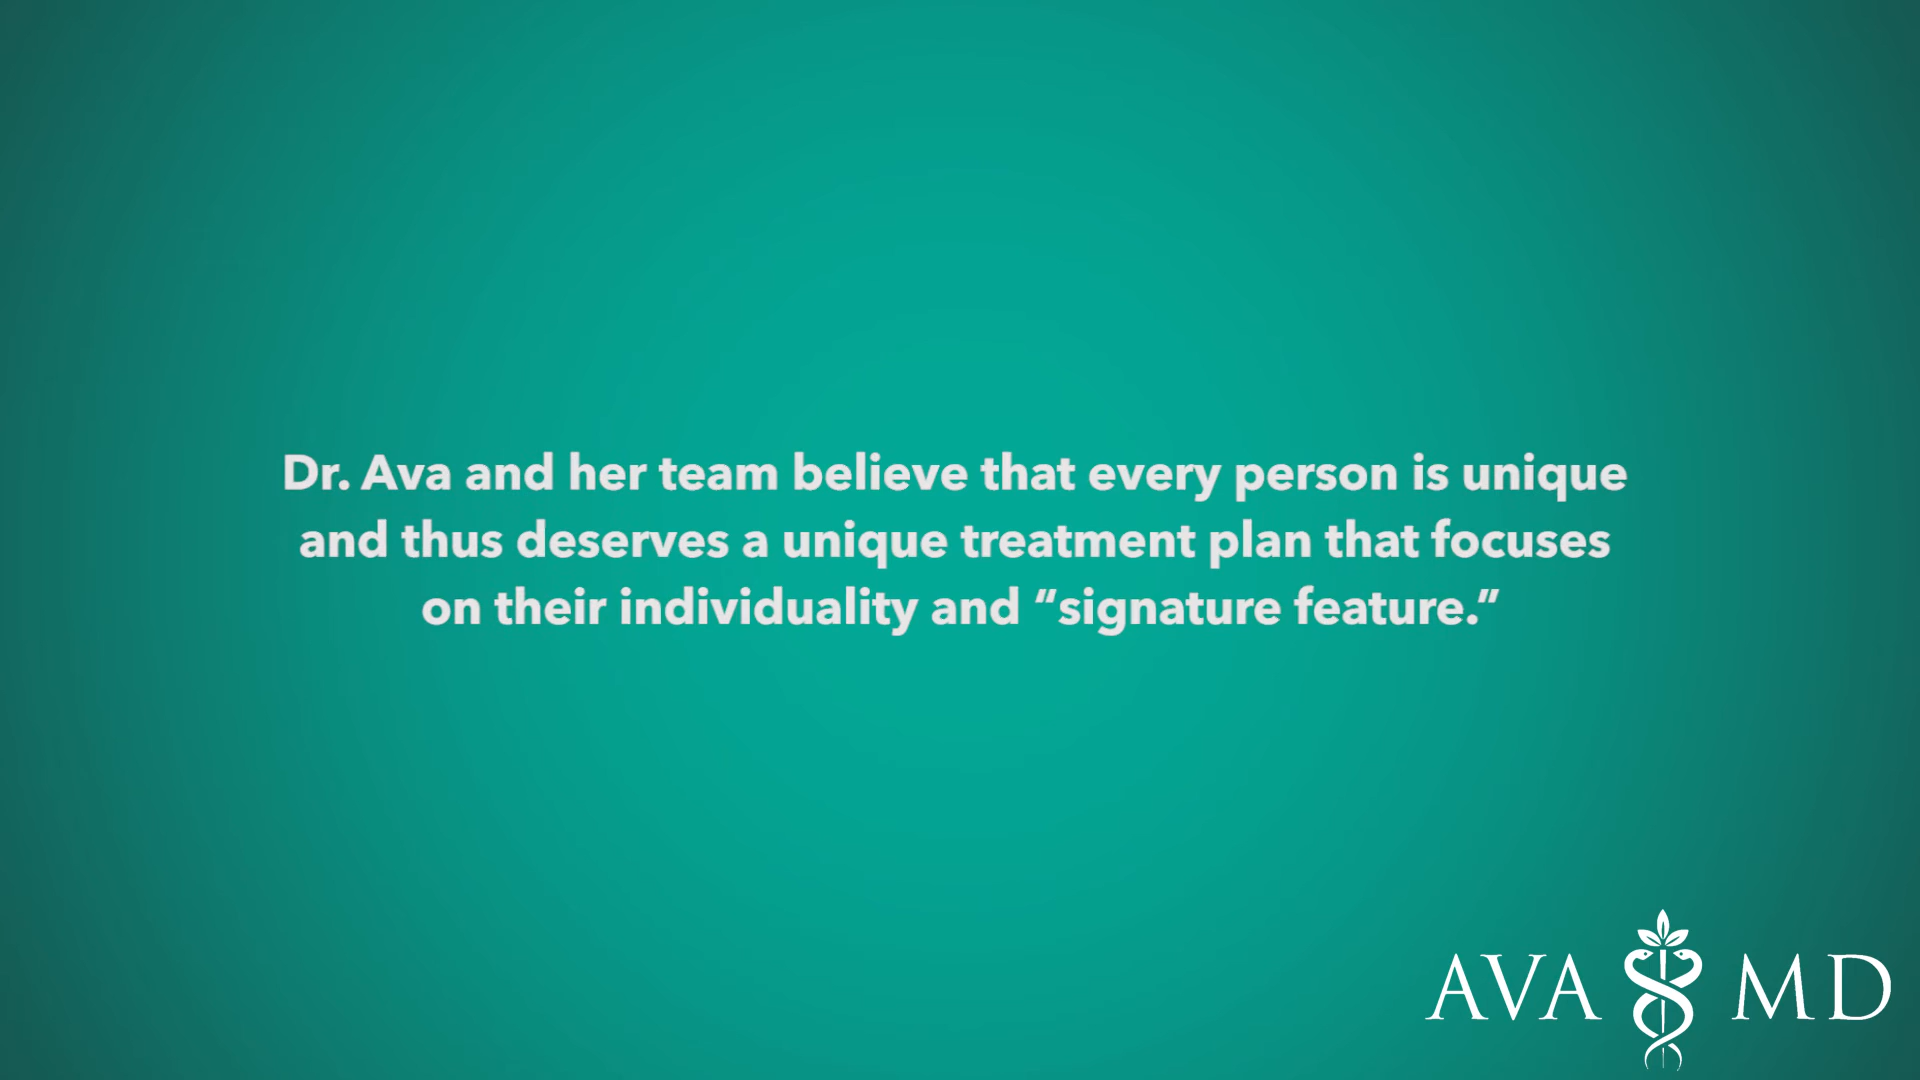 Dr. Ava and her team believe that every person is unique
and thus deserves a unique treatment plan that focuses
on their individuality and “signature feature.”
AVA MD